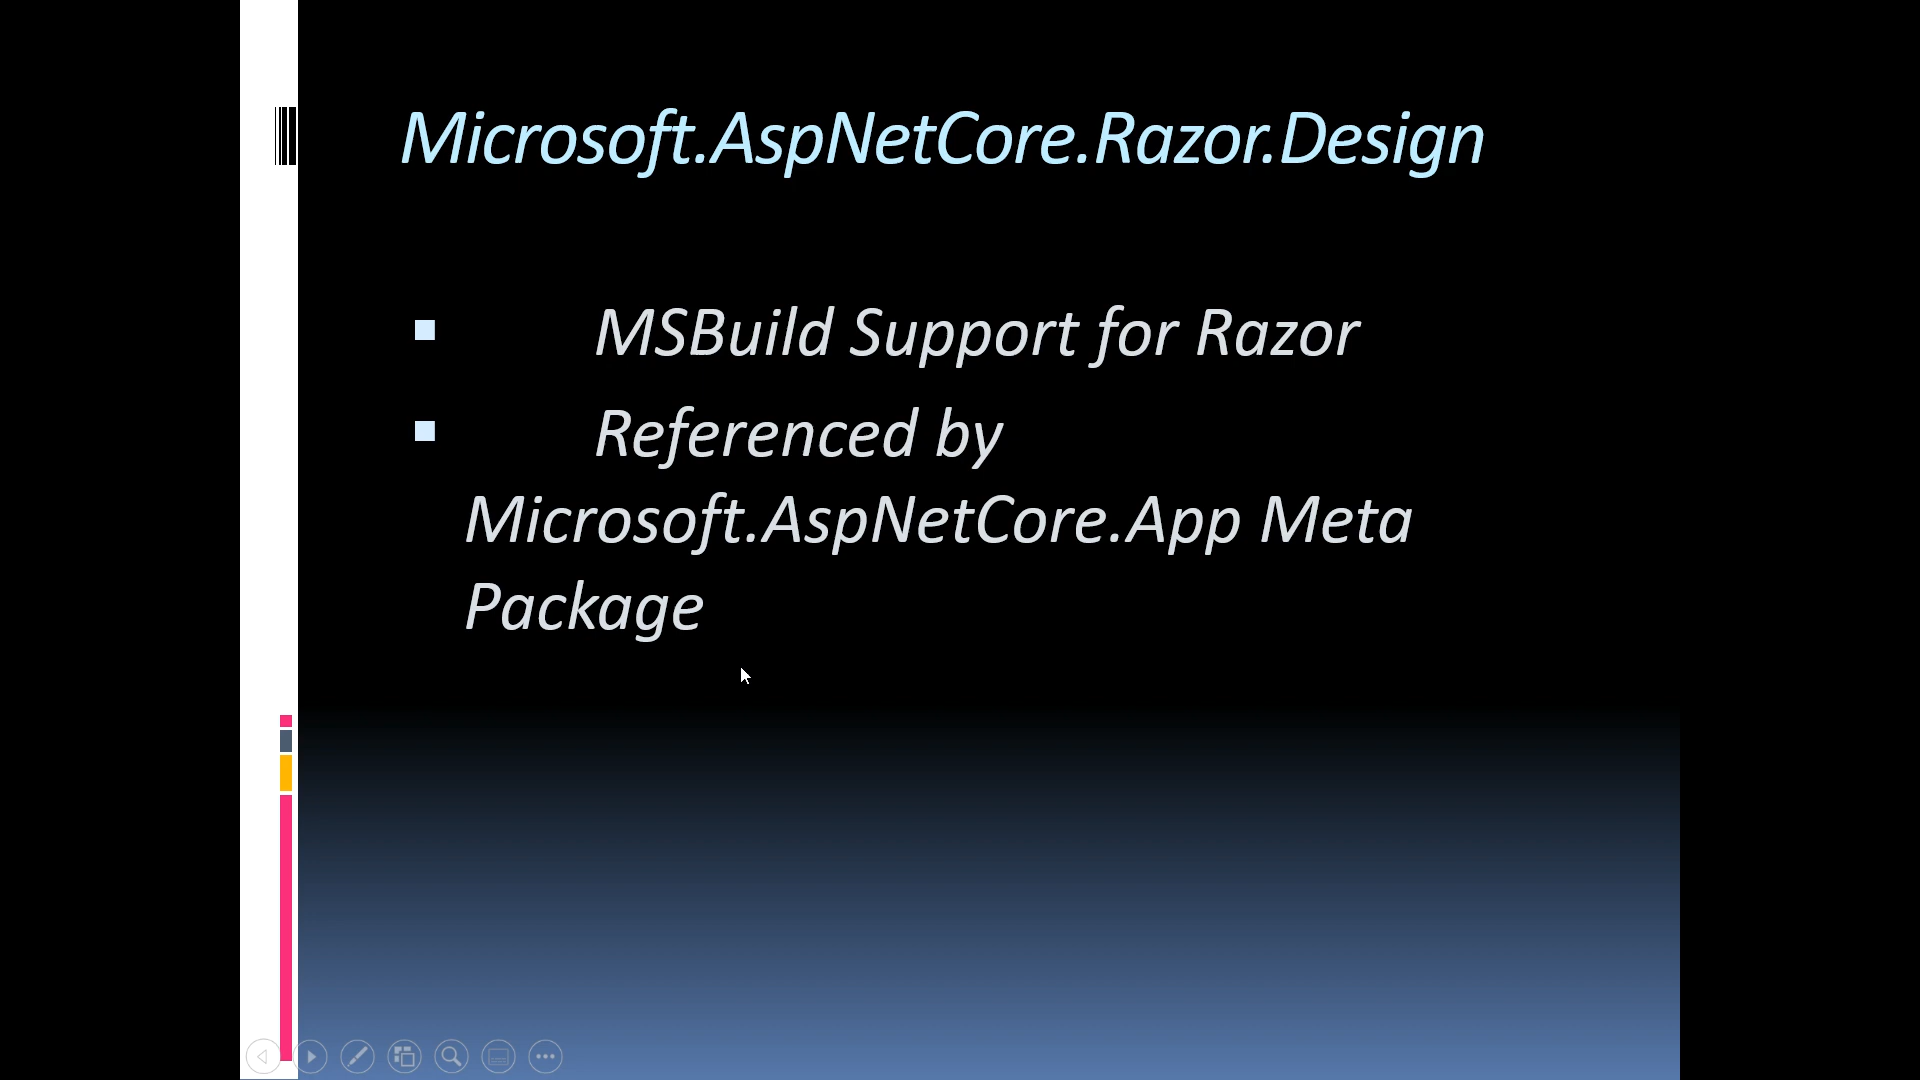 Microsoft.AspNetCore.Razor.Design
MSBuild Support for Razor
Referenced by
Microsoft.AspNetCore.App Meta
Package